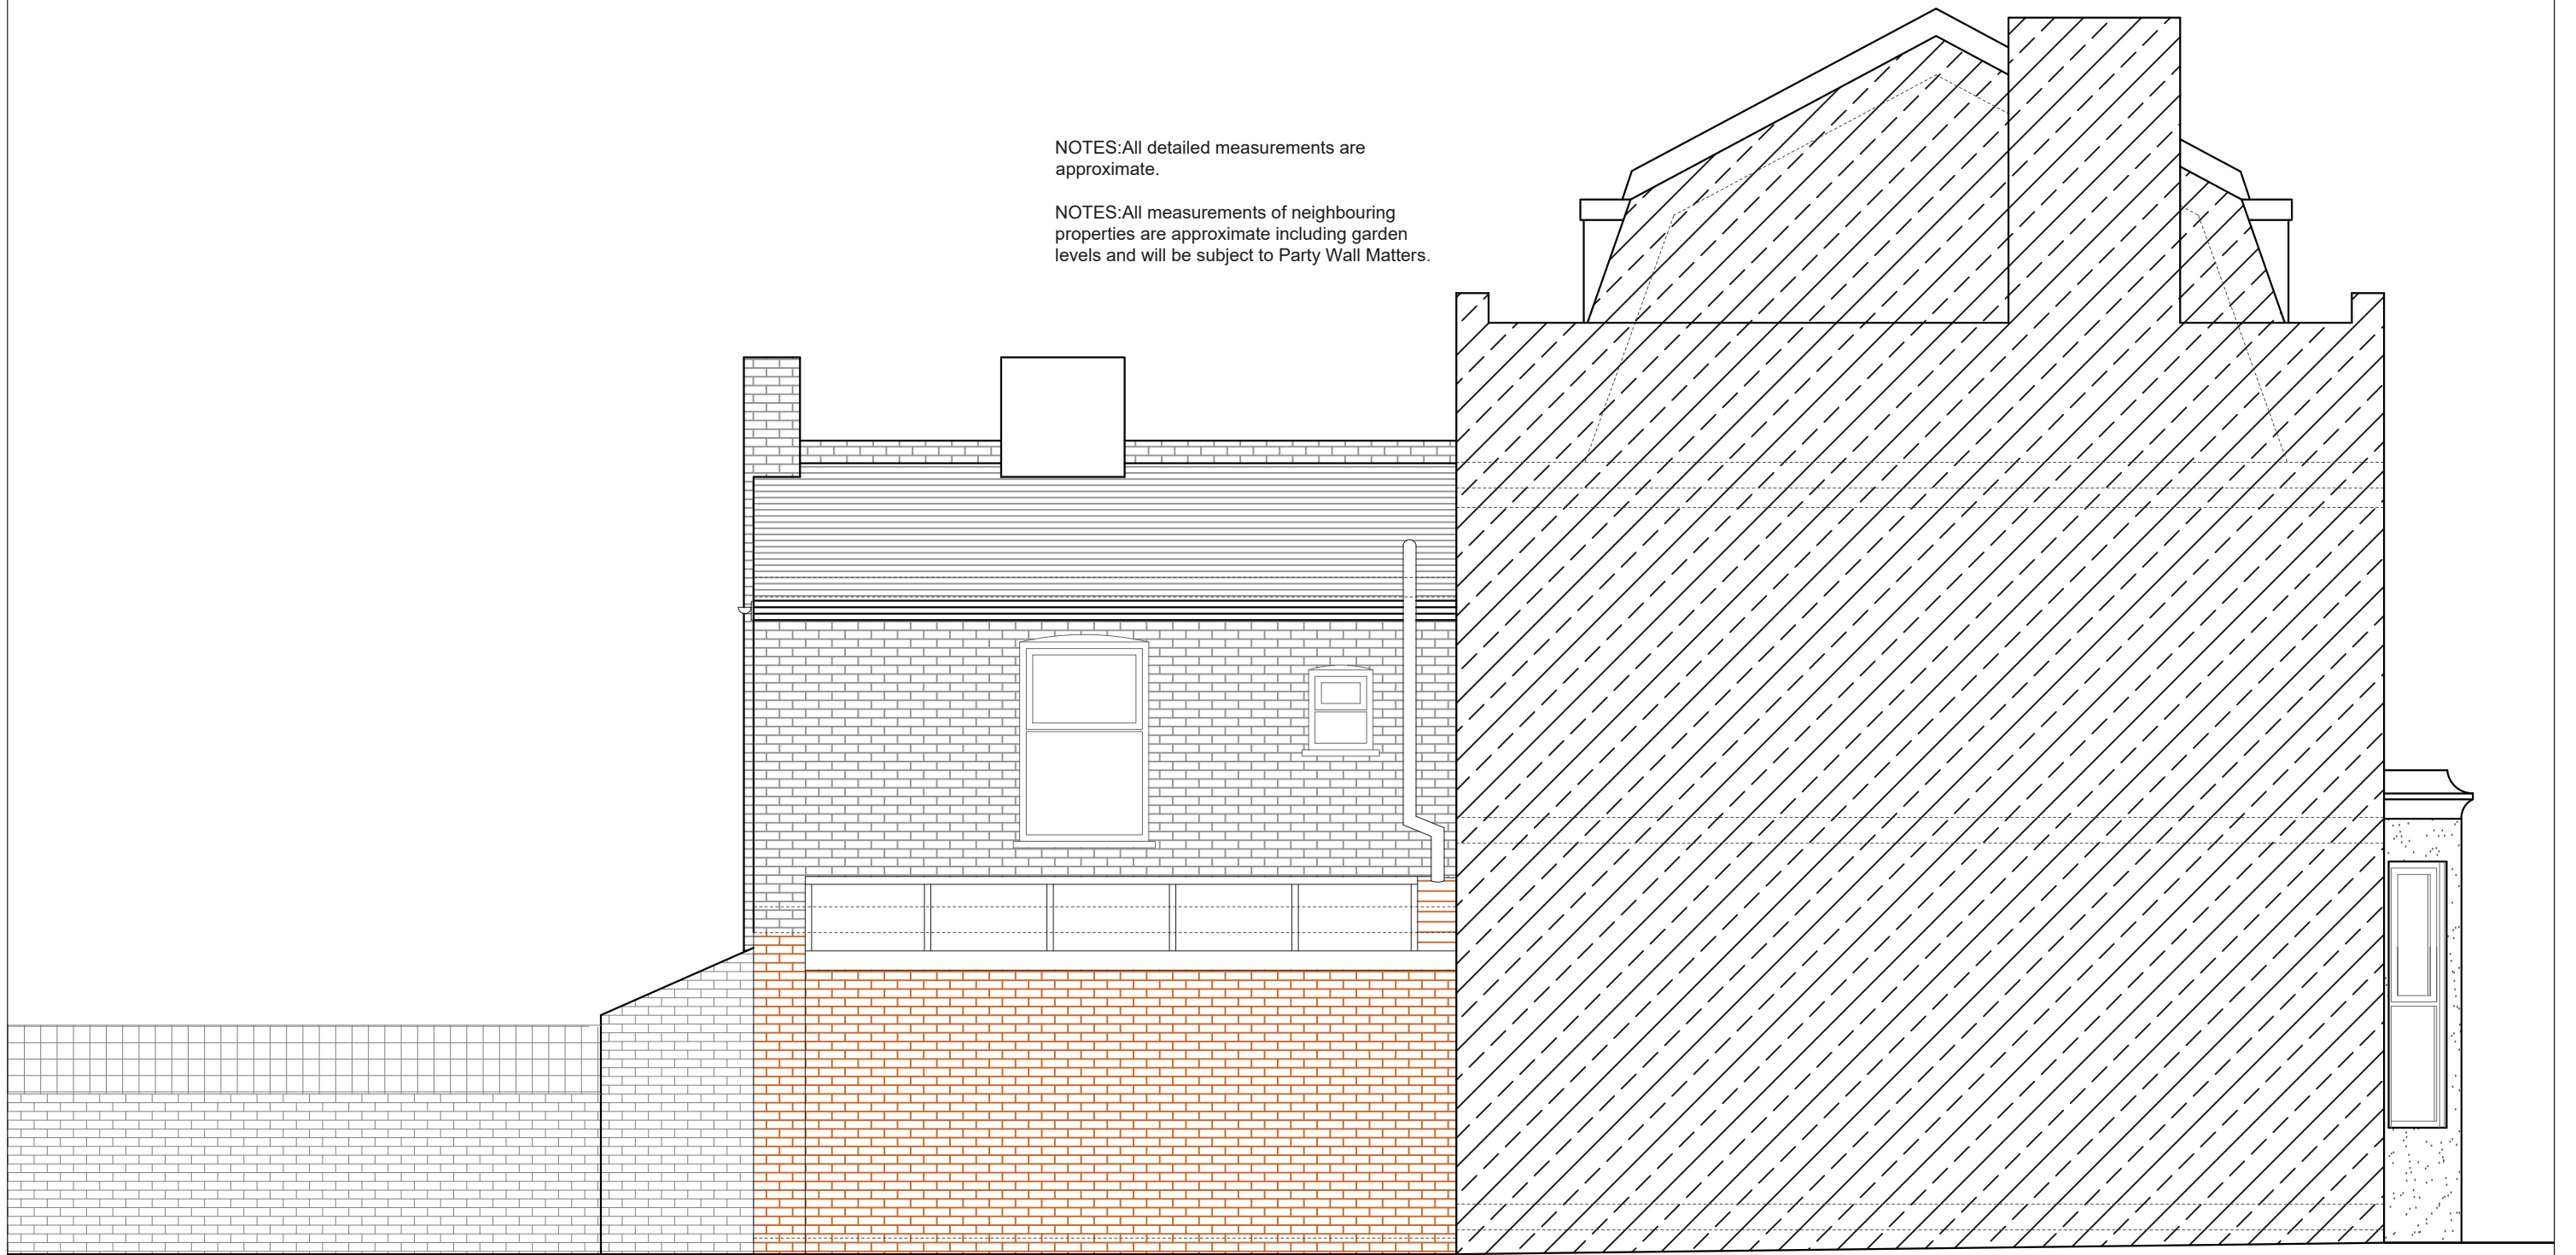 NOTES:All detailed measurements are
approximate.
NOTES:All measurements of neighbouring
properties are approximate including garden
levels and will be subject to Party Wall Matters.